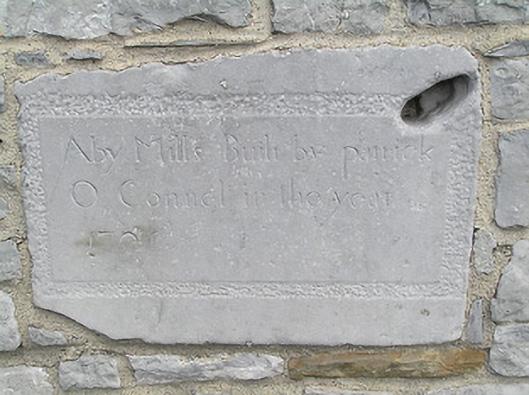 Aby Mills Built by patrick
O Connel in the year